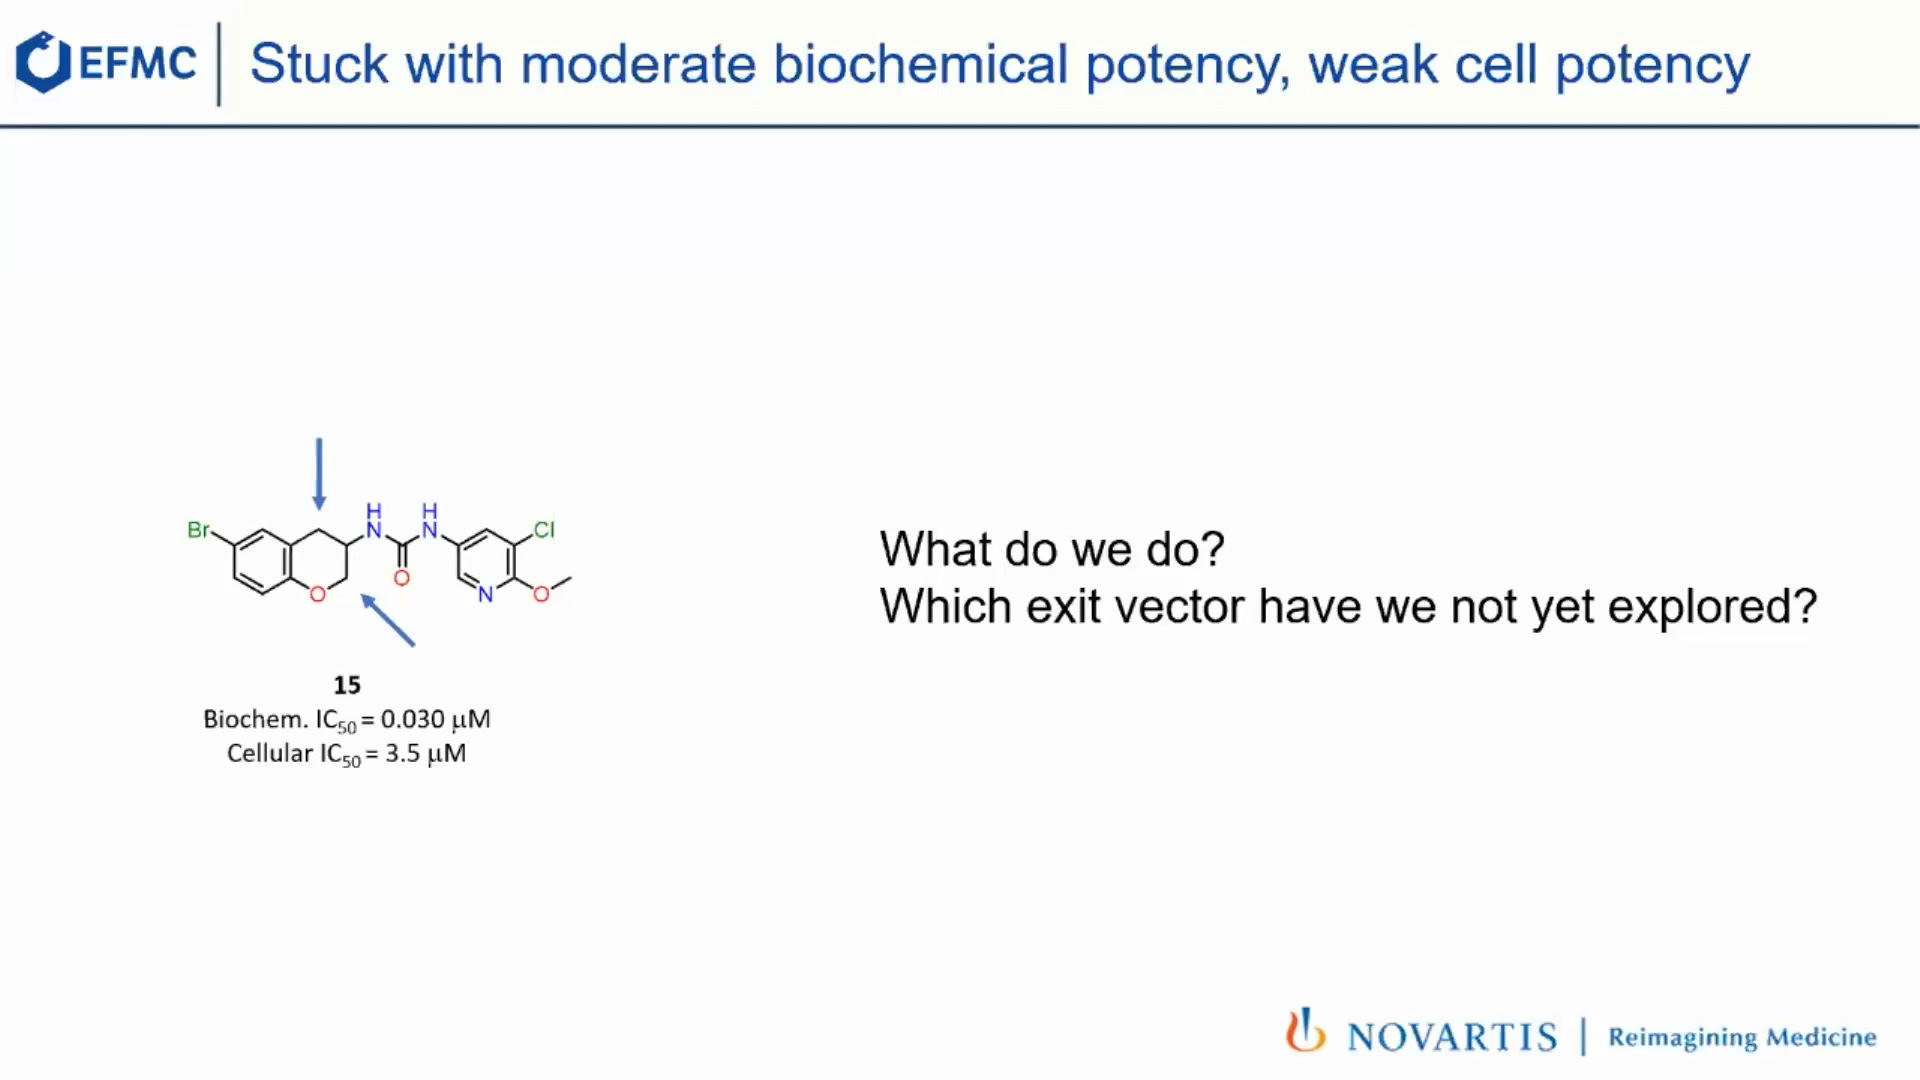 EFMC
Stuck with moderate biochemical potency, weak cell potency
Br
H
N
H
N
O
O
N
Cl
O
What do we do?
Which exit vector have we not yet explored?
15
Biochem. IC50 = 0.030 μM
Cellular IC50 = 3.5 μM
NOVARTIS | Reimagining Medicine